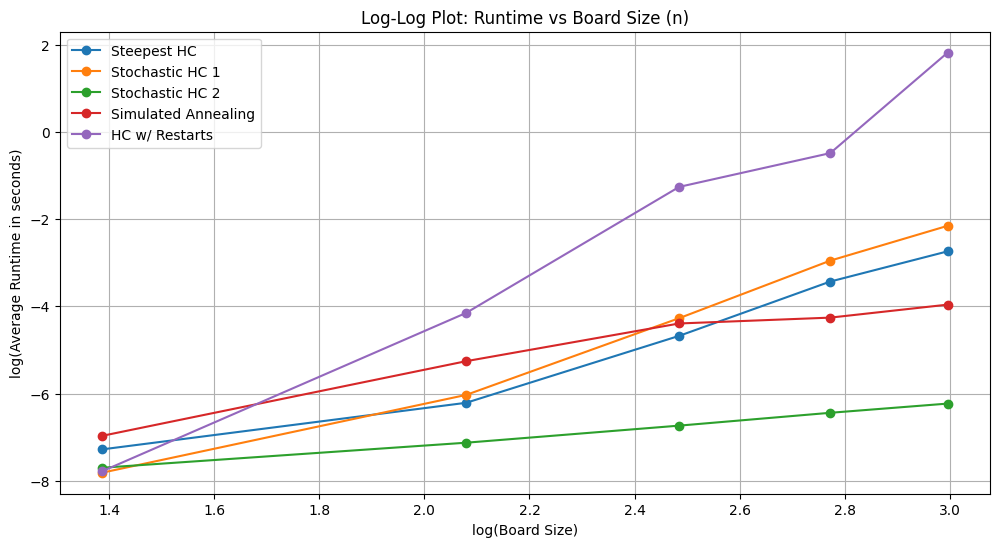 Log-Log Plot: Runtime vs Board Size (n)
Steepest HC
Stochastic HC 1
Stochastic HC 2
Simulated Annealing
HC w/ Restarts
log(Average Runtime in seconds)
2
0
−2
−4
−6
−8
1.4 1.6 1.8 2.0 2.2 2.4 2.6 2.8 3.0
log(Board Size)